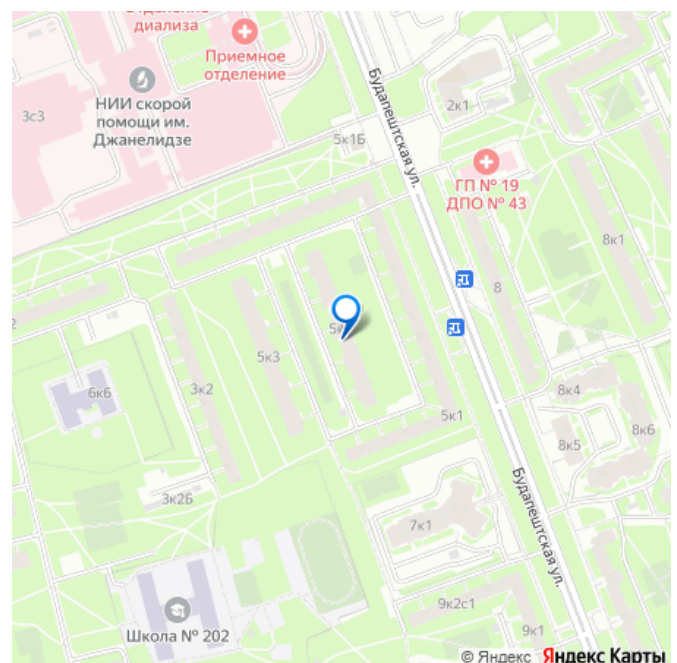 Отделение
диализа
Приемное
отделение
НИИ скорой
помощи им.
Джанелидзе
3с3
Будапештская ул.
2к1
5к1Б
ГП № 19
ДПО № 43
8к1
8
5к3
3к2
6к6
5к1
8к4
8к6
8к5
3к2Б
Будапештская ул.
7к1
9к2с1
9к1
Школа № 202
© Яндекс Яндекс Карты